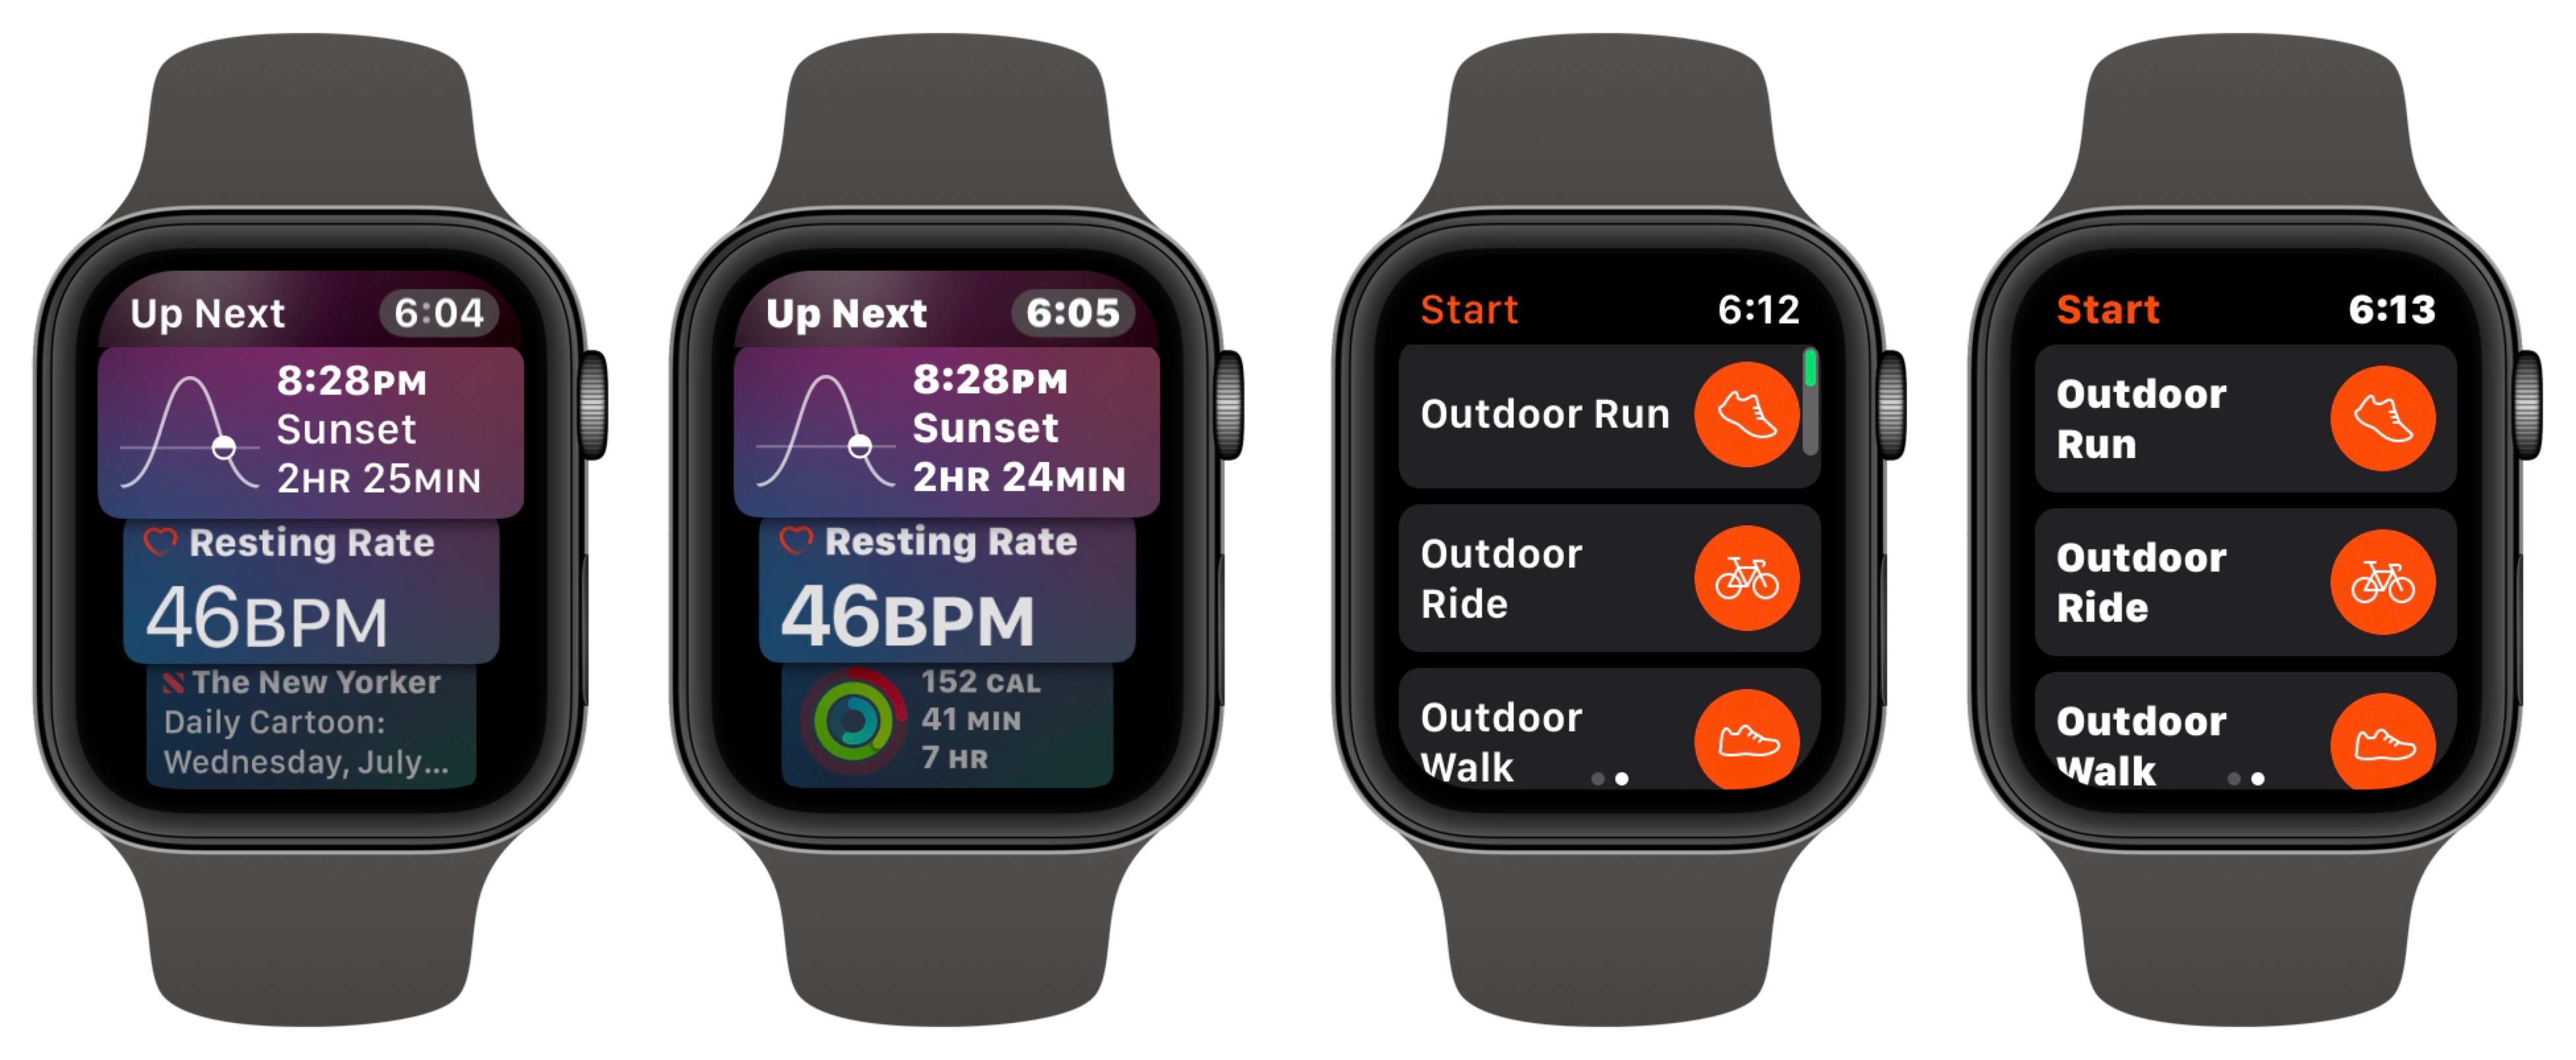 Up Next 6:04
8:28PM
Sunset
2HR 25MIN
Resting Rate
46BPM
The New Yorker
Daily Cartoon:
Wednesday, July...
Up Next 6:05
8:28PM
Sunset
2HR 24MIN
Resting Rate
46BPM
152 CAL
41 MIN
7 HR
Start 6:12
Outdoor Run
Outdoor
Ride
Outdoor
Walk
Start 6:13
Outdoor
Run
Outdoor
Ride
Outdoor
Walk